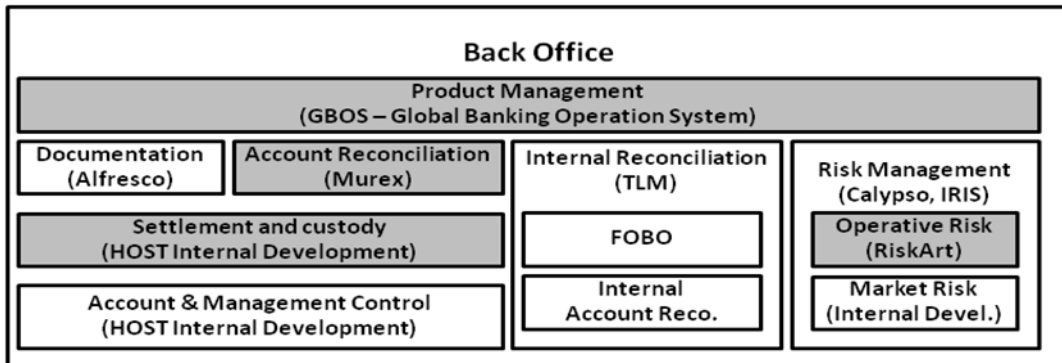 Back Office
Product Management
(GBOS – Global Banking Operation System)
Documentation
(Alfresco)
Account Reconciliation
(Murex)
Settlement and custody
(HOST Internal Development)
Account & Management Control
(HOST Internal Development)
Internal Reconciliation
(TLM)
FOBO
Internal
Account Reco.
Risk Management
(Calypso, IRIS)
Operative Risk
(RiskArt)
Market Risk
(Internal Devel.)